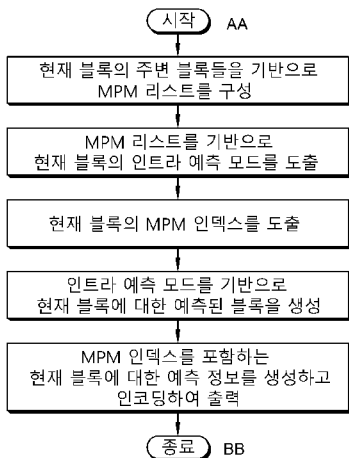 시작 AA
현재 블록의 주변 블록들을 기반으로
MPM 리스트를 구성
MPM 리스트를 기반으로
현재 블록의 인트라 예측 모드를 도출
현재 블록의 MPM 인덱스를 도출
인트라 예측 모드를 기반으로
현재 블록에 대한 예측된 블록을 생성
MPM 인덱스를 포함하는
현재 블록에 대한 예측 정보를 생성하고
인코딩하여 출력
종료 BB